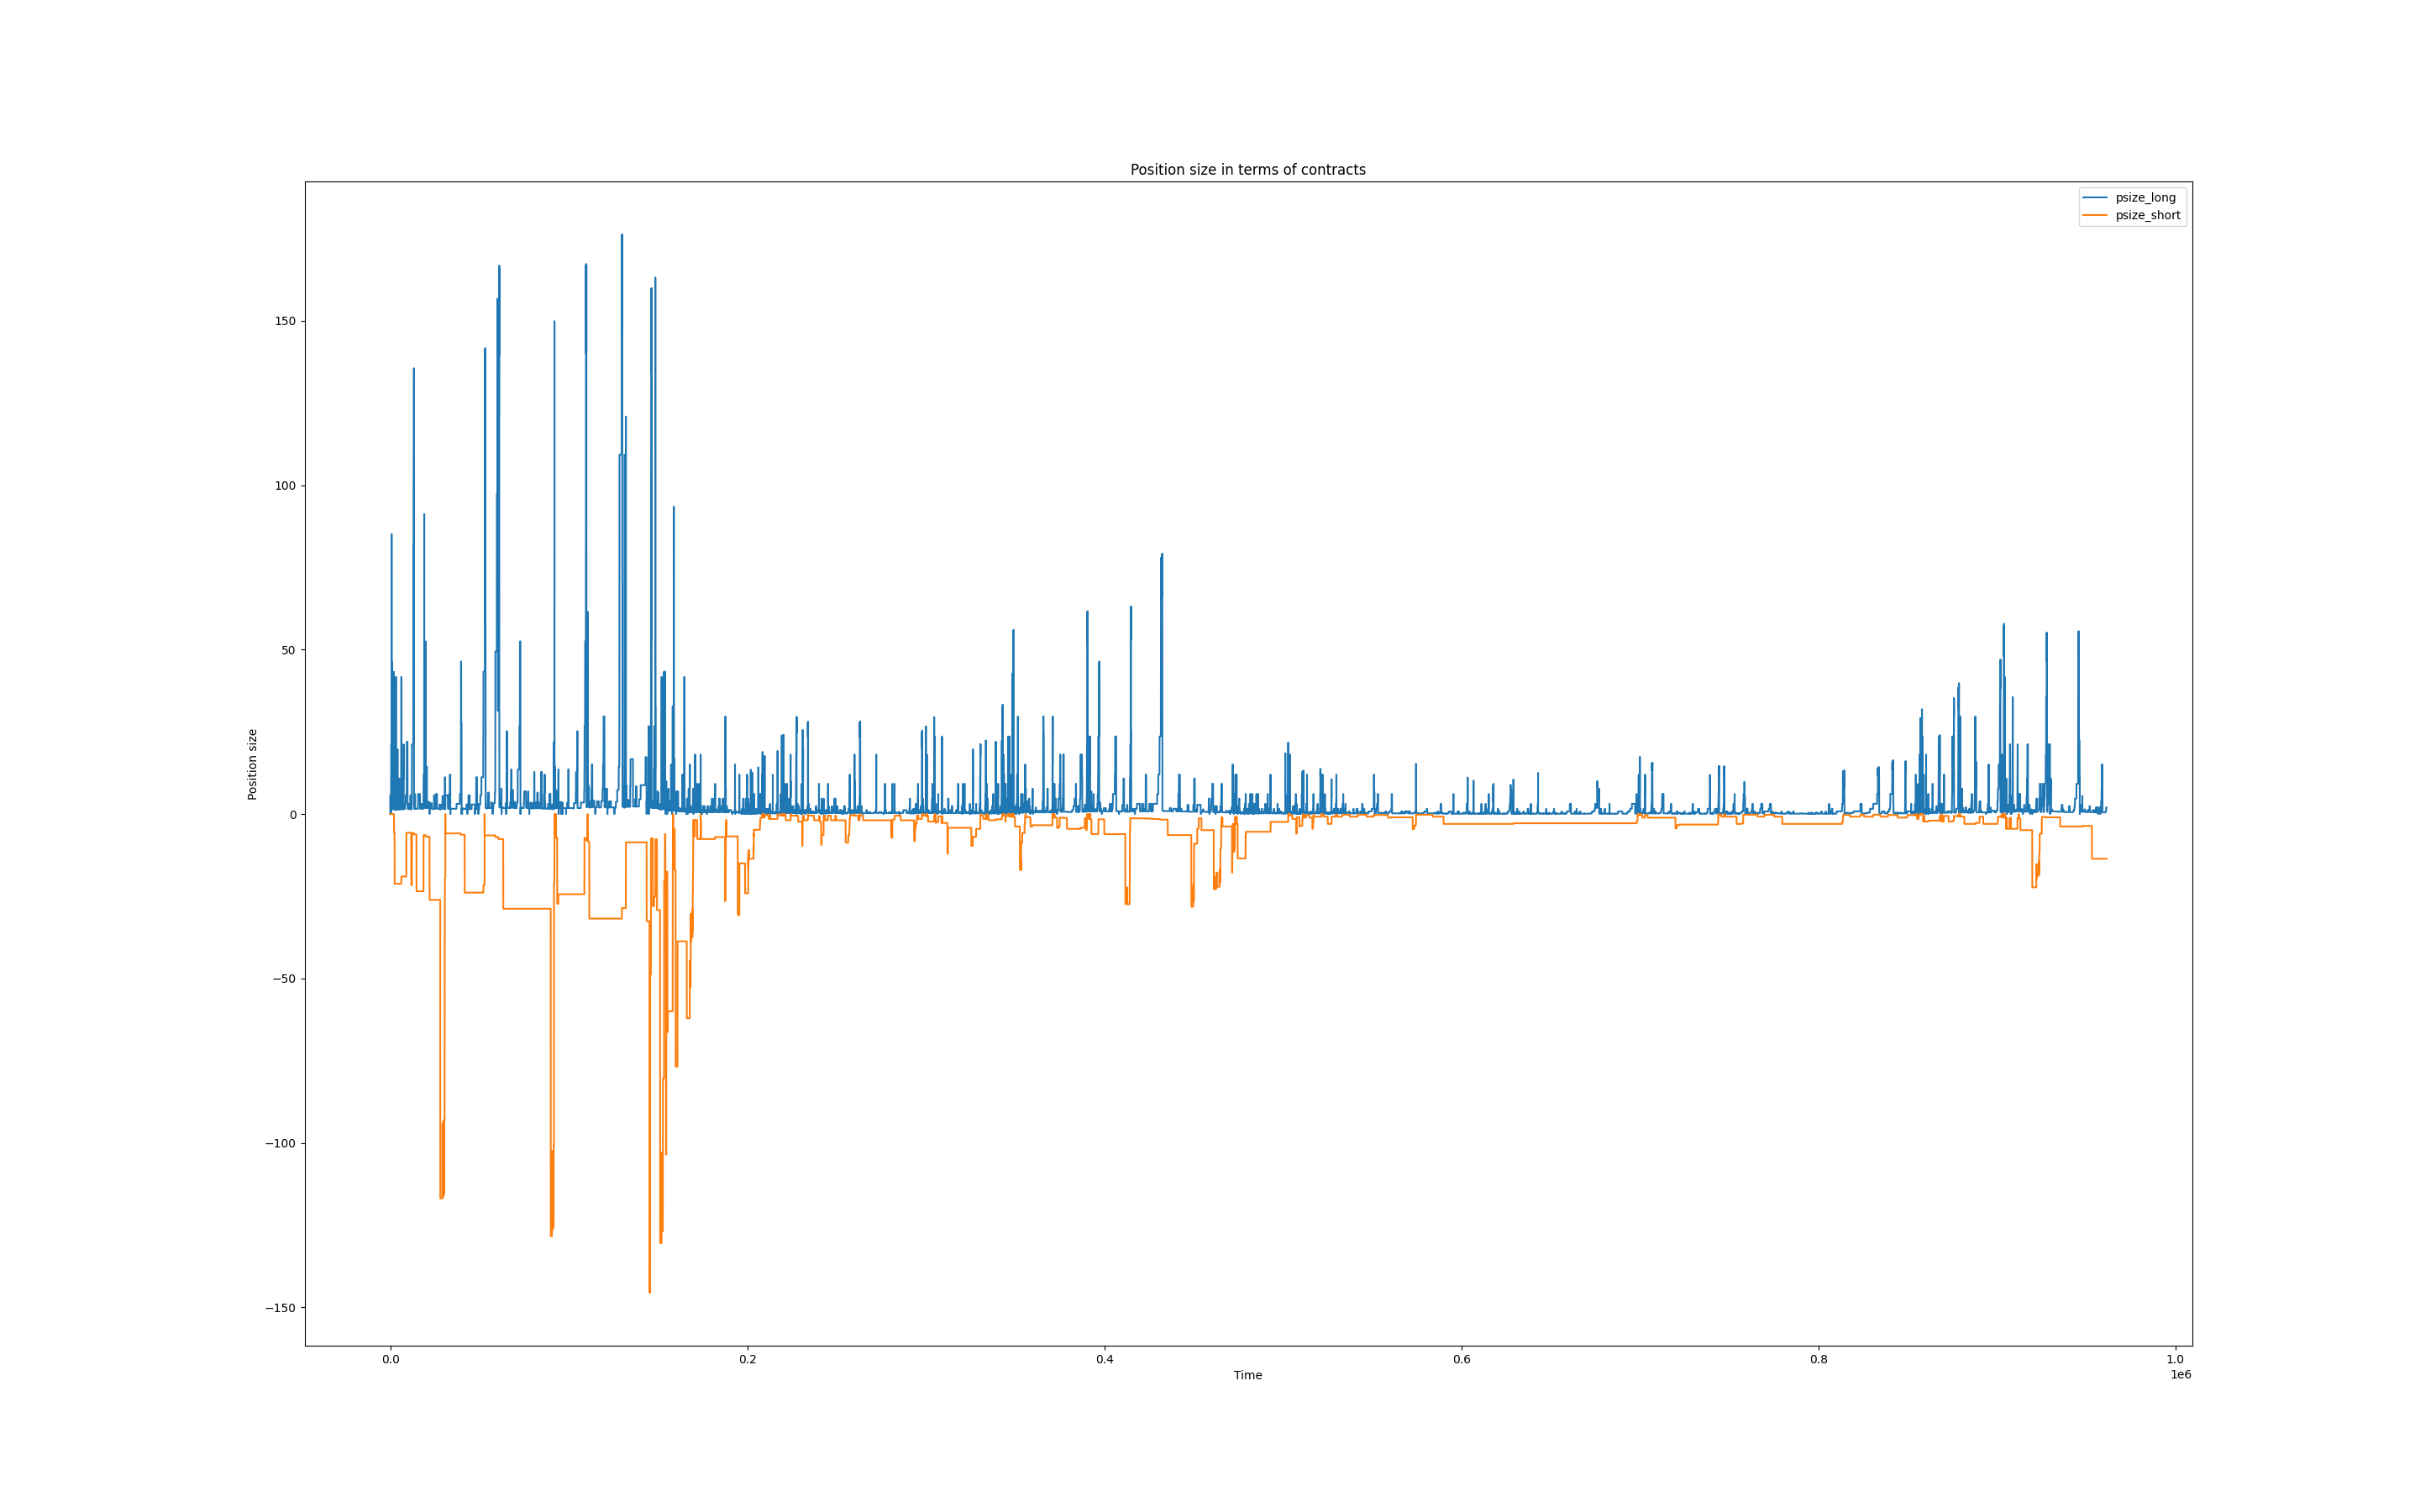 Position size in terms of contracts
psize_long
psize_short
Position size
150
100
50
0
−50
−100
−150
0.0 0.2 0.4 0.6 0.8 1.0
Time
1e6